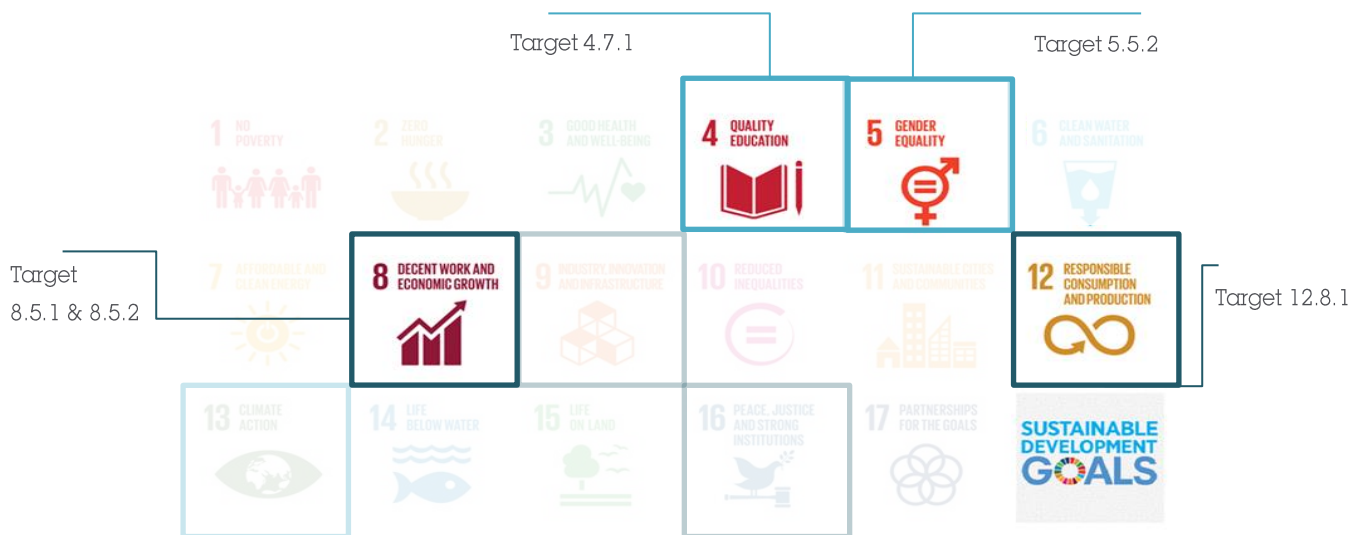 Target 4.7.1
Target 5.5.2
1 NO
POVERTY
2 ZERO
HUNGER
3 GOOD HEALTH
AND WELL-BEING
4 QUALITY
EDUCATION
5 GENDER
EQUALITY
6 CLEAN WATER
AND SANITATION
Target
8.5.1 & 8.5.2
7 AFFORDABLE AND
CLEAN ENERGY
8 DECENT WORK AND
ECONOMIC GROWTH
9 INDUSTRY, INNOVATION
AND INFRASTRUCTURE
10 REDUCED
INEQUALITIES
11 SUSTAINABLE CITIES
AND COMMUNITIES
12 RESPONSIBLE
CONSUMPTION
AND PRODUCTION
Target 12.8.1
13 CLIMATE
ACTION
14 LIFE
BELOW WATER
15 LIFE
ON LAND
16 PEACE, JUSTICE
AND STRONG
INSTITUTIONS
17 PARTNERSHIPS
FOR THE GOALS
SUSTAINABLE
DEVELOPMENT
GOALS